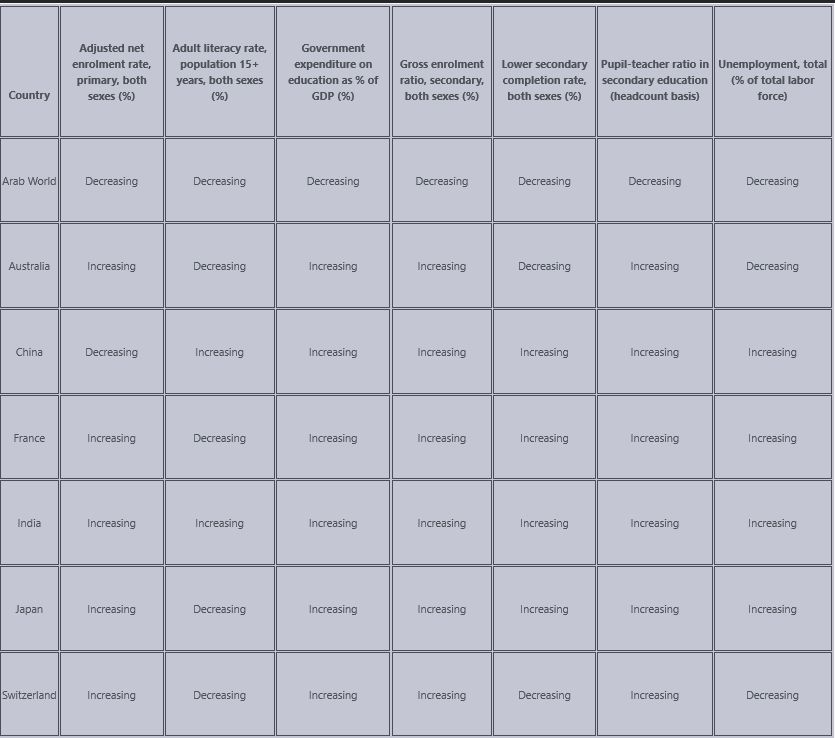 Country
Adjusted net
enrolment rate,
primary, both
sexes (%)
Adult literacy rate,
population 15+
years, both sexes
(%)
Government
expenditure on
education as % of
GDP (%)
Gross enrolment
ratio, secondary,
both sexes (%)
Lower secondary
completion rate,
both sexes (%)
Pupil-teacher ratio in
secondary education
(headcount basis)
Unemployment, total
(% of total labor
force)
Arab World Decreasing Decreasing Decreasing Decreasing Decreasing Decreasing Decreasing
Australia Increasing Decreasing Increasing Increasing Decreasing Increasing Decreasing
China Decreasing Increasing Increasing Increasing Increasing Increasing Increasing
France Increasing Decreasing Increasing Increasing Increasing Increasing Increasing
India Increasing Increasing Increasing Increasing Increasing Increasing Increasing
Japan Increasing Decreasing Increasing Increasing Increasing Increasing Increasing
Switzerland Increasing Decreasing Increasing Increasing Decreasing Increasing Decreasing